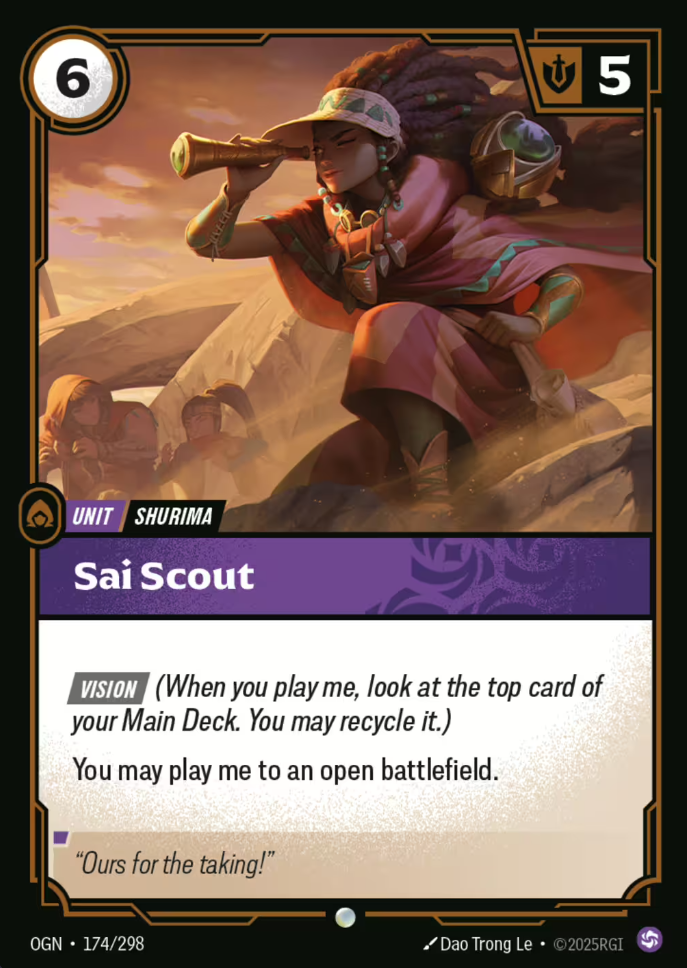 6
5
UNIT SHURIMA
Sai Scout
VISION (When you play me, look at the top card of
your Main Deck. You may recycle it.)
You may play me to an open battlefield.
“Ours for the taking!”
OGN • 174/298 Dao Trong Le • ©2025RGI